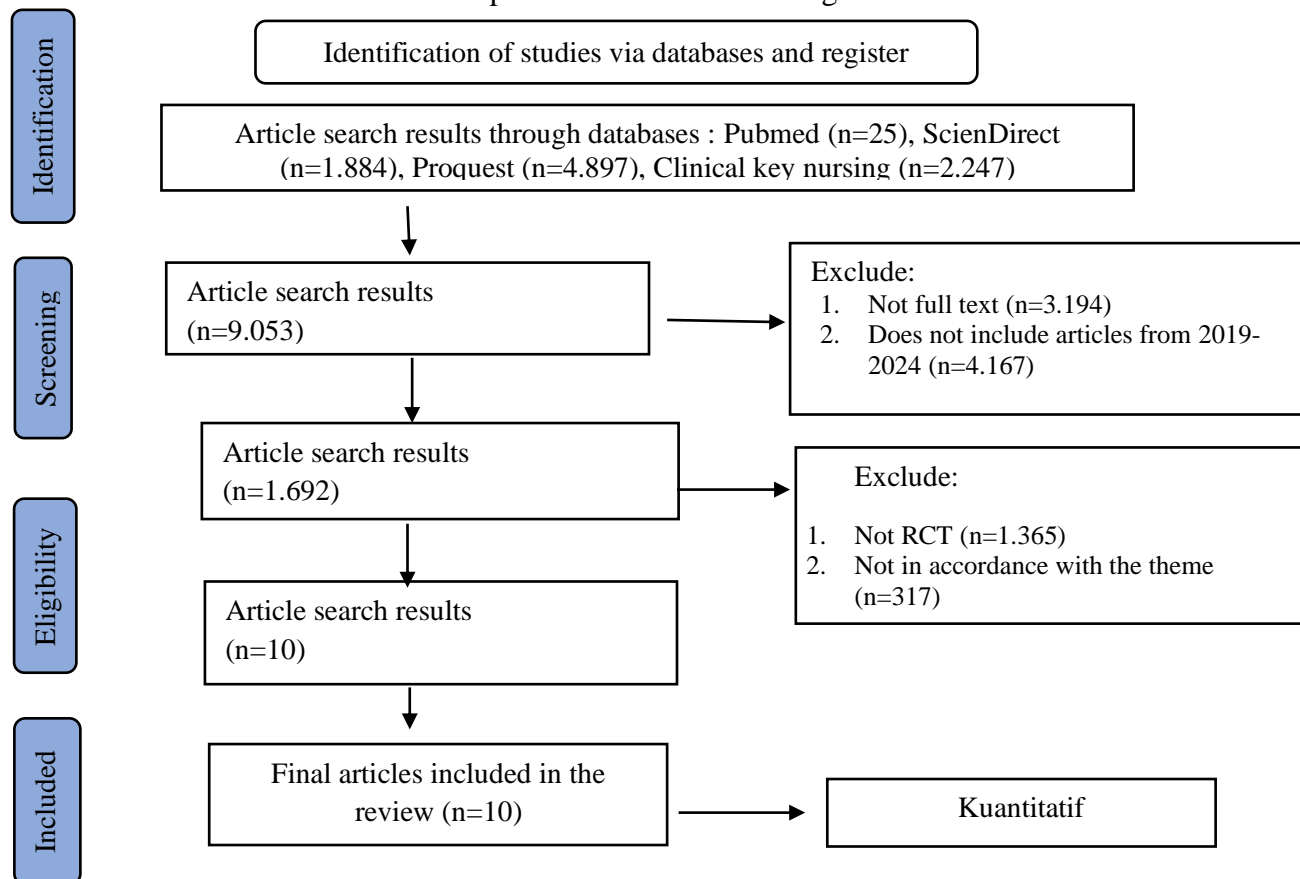 Identification of studies via databases and register
Identification
Article search results through databases : Pubmed (n=25), ScienDirect
(n=1.884), Proquest (n=4.897), Clinical key nursing (n=2.247)
Screening
Article search results
(n=9.053)
Exclude:
1. Not full text (n=3.194)
2. Does not include articles from 2019-
2024 (n=4.167)
Article search results
(n=1.692)
Exclude:
1. Not RCT (n=1.365)
2. Not in accordance with the theme
(n=317)
Eligibility
Article search results
(n=10)
Included
Final articles included in the
review (n=10)
Kuantitatif